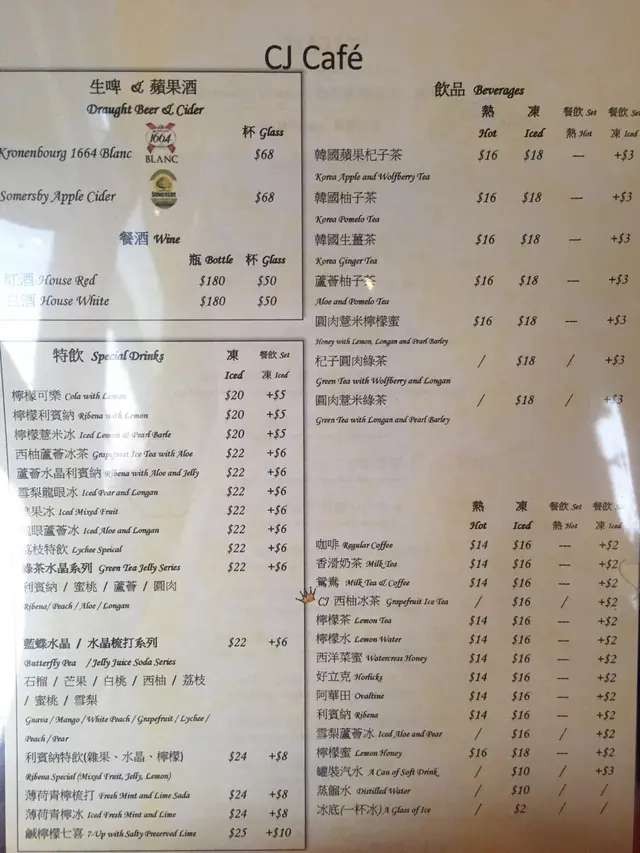 CJ Café
生啤 & 蘋果酒
Draught Beer & Cider
杯 Glass
Kronenbourg 1664 Blanc 1664 BLANC $68
Somersby Apple Cider SOMERSBY $68
餐酒 Wine
瓶 Bottle 杯 Glass
紅酒 House Red $180 $50
白酒 House White $180 $50
特飲 Special Drinks 凍 餐飲 Set
Iced 凍 Iced
檸檬可樂 Cola with Lemon $20 +$5
檸檬利賓納 Ribena with Lemon $20 +$5
檸檬薏米冰 Iced Lemon & Pearl Barle $20 +$5
西柚蘆薈冰茶 Grapefruit Ice Tea with Aloe $22 +$6
蘆薈水晶利賓納 Ribena with Aloe and Jelly $22 +$6
雪梨龍眼冰 Iced Pear and Longan $22 +$6
果冰 Iced Mixed Fruit $22 +$6
眼蘆薈冰 Iced Aloe and Longan $22 +$6
荔枝特飲 Lychee Speical $22 +$6
綠茶水晶系列 Green Tea Jelly Series $22 +$6
利賓納 / 蜜桃 / 蘆薈 / 圓肉
Ribena/ Peach / Aloe / Longan
藍蝶水晶 / 水晶梳打系列 $22 +$6
Butterfly Pea / Jelly Juice Soda Series
石榴 / 芒果 / 白桃 / 西柚 / 荔枝
/ 蜜桃 / 雪梨
Guava / Mango / White Peach / Grapefruit / Lychee /
Peach / Pear
利賓納特飲(雜果、水晶、檸檬) $24 +$8
Ribena Special (Mixed Fruit, Jelly, Lemon)
薄荷青檸梳打 Fresh Mint and Lime Soda $24 +$8
薄荷青檸冰 Iced Fresh Mint and Lime $24 +$8
鹹檸檬七喜 7-Up with Salty Preserved Lime $25 +$10
飲品 Beverages
熱 凍 餐飲 Set 餐飲 Se
Hot Iced 熱 Hot 凍 Iced
韓國蘋果杞子茶 $16 $18 — +$3
Korea Apple and Wolfberry Tea
韓國柚子茶 $16 $18 — +$3
Korea Pomelo Tea
韓國生薑茶 $16 $18 — +$3
Korea Ginger Tea
蘆薈柚子茶 $16 $18 — +$3
Aloe and Pomelo Tea
圓肉薏米檸檬蜜 $16 $18 — +$3
Honey with Lemon, Longan and Pearl Barley
杞子圓肉綠茶 / $18 / +$3
Green Tea with Wolfberry and Longan
圓肉薏米綠茶 / $18 / +$3
Green Tea with Longan and Pearl Barley
熱 凍 餐飲 Set 餐飲 Se
Hot Iced 熱 Hot 凍 Iced
咖啡 Regular Coffee $14 $16 — +$2
香滑奶茶 Milk Tea $14 $16 — +$2
鴛鴦 Milk Tea & Coffee $14 $16 — +$2
CJ 西柚冰茶 Grapefruit Ice Tea / $16 / +$2
檸檬茶 Lemon Tea $14 $16 — +$2
檸檬水 Lemon Water $14 $16 — +$2
西洋菜蜜 Watercress Honey $14 $16 — +$2
好立克 Horlicks $14 $16 — +$2
阿華田 Ovaltine $14 $16 — +$2
利賓納 Ribena $14 $16 — +$2
雪梨蘆薈冰 Iced Aloe and Pear / $16 / +$2
檸檬蜜 Lemon Honey $16 $18 — +$2
罐裝汽水 A Can of Soft Drink / $10 / +$3
蒸餾水 Distilled Water / $10 / /
冰底(一杯冰) A Glass of Ice / $2 / /